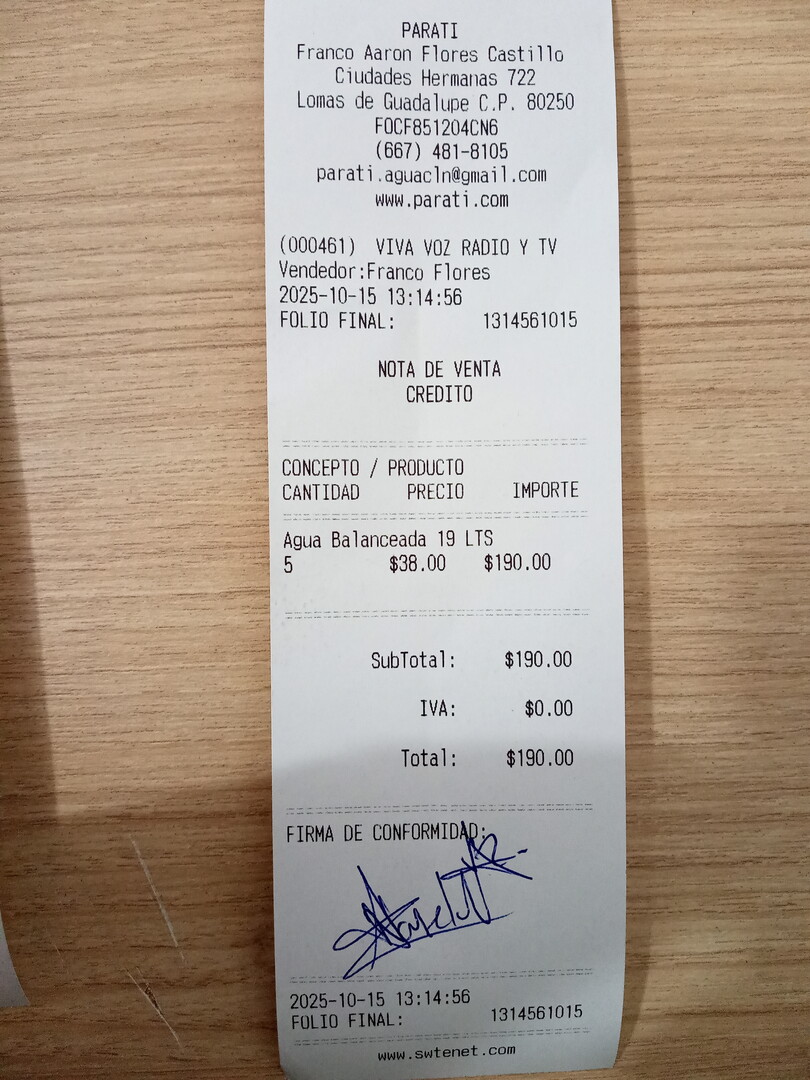 PARATI
Franco Aaron Flores Castillo
Ciudades Hermanas 722
Lomas de Guadalupe C.P. 80250
FOCF851204CN6
(667) 481-8105
parati.aguacln@gmail.com
www.parati.com
(000461) VIVA VOZ RADIO Y TV
Vendedor:Franco Flores
2025-10-15 13:14:56
FOLIO FINAL: 1314561015
NOTA DE VENTA
CREDITO
CONCEPTO / PRODUCTO
CANTIDAD PRECIO IMPORTE
Agua Balanceada 19 LTS
5 $38.00 $190.00
SubTotal: $190.00
IVA: $0.00
Total: $190.00
FIRMA DE CONFORMIDAD:
2025-10-15 13:14:56
FOLIO FINAL: 1314561015
www.swtenet.com